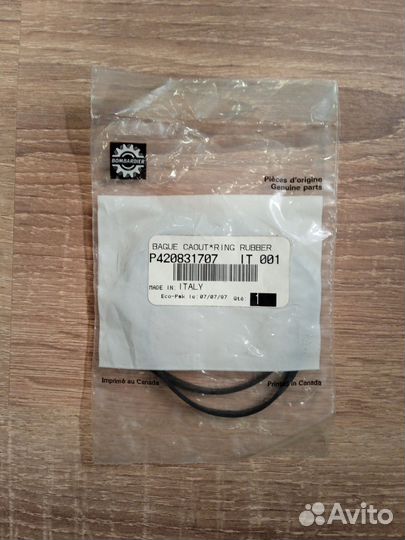 BOMBARDIER
Pièces d'origine
Genuine parts
BAGUE CAOUT*RING RUBBER
P420831707 IT 001
MADE IN: ITALY
Eco-Pak le: 07/07/97 Qté: 1
Imprimé au Canada
Printed in Canada
Avito